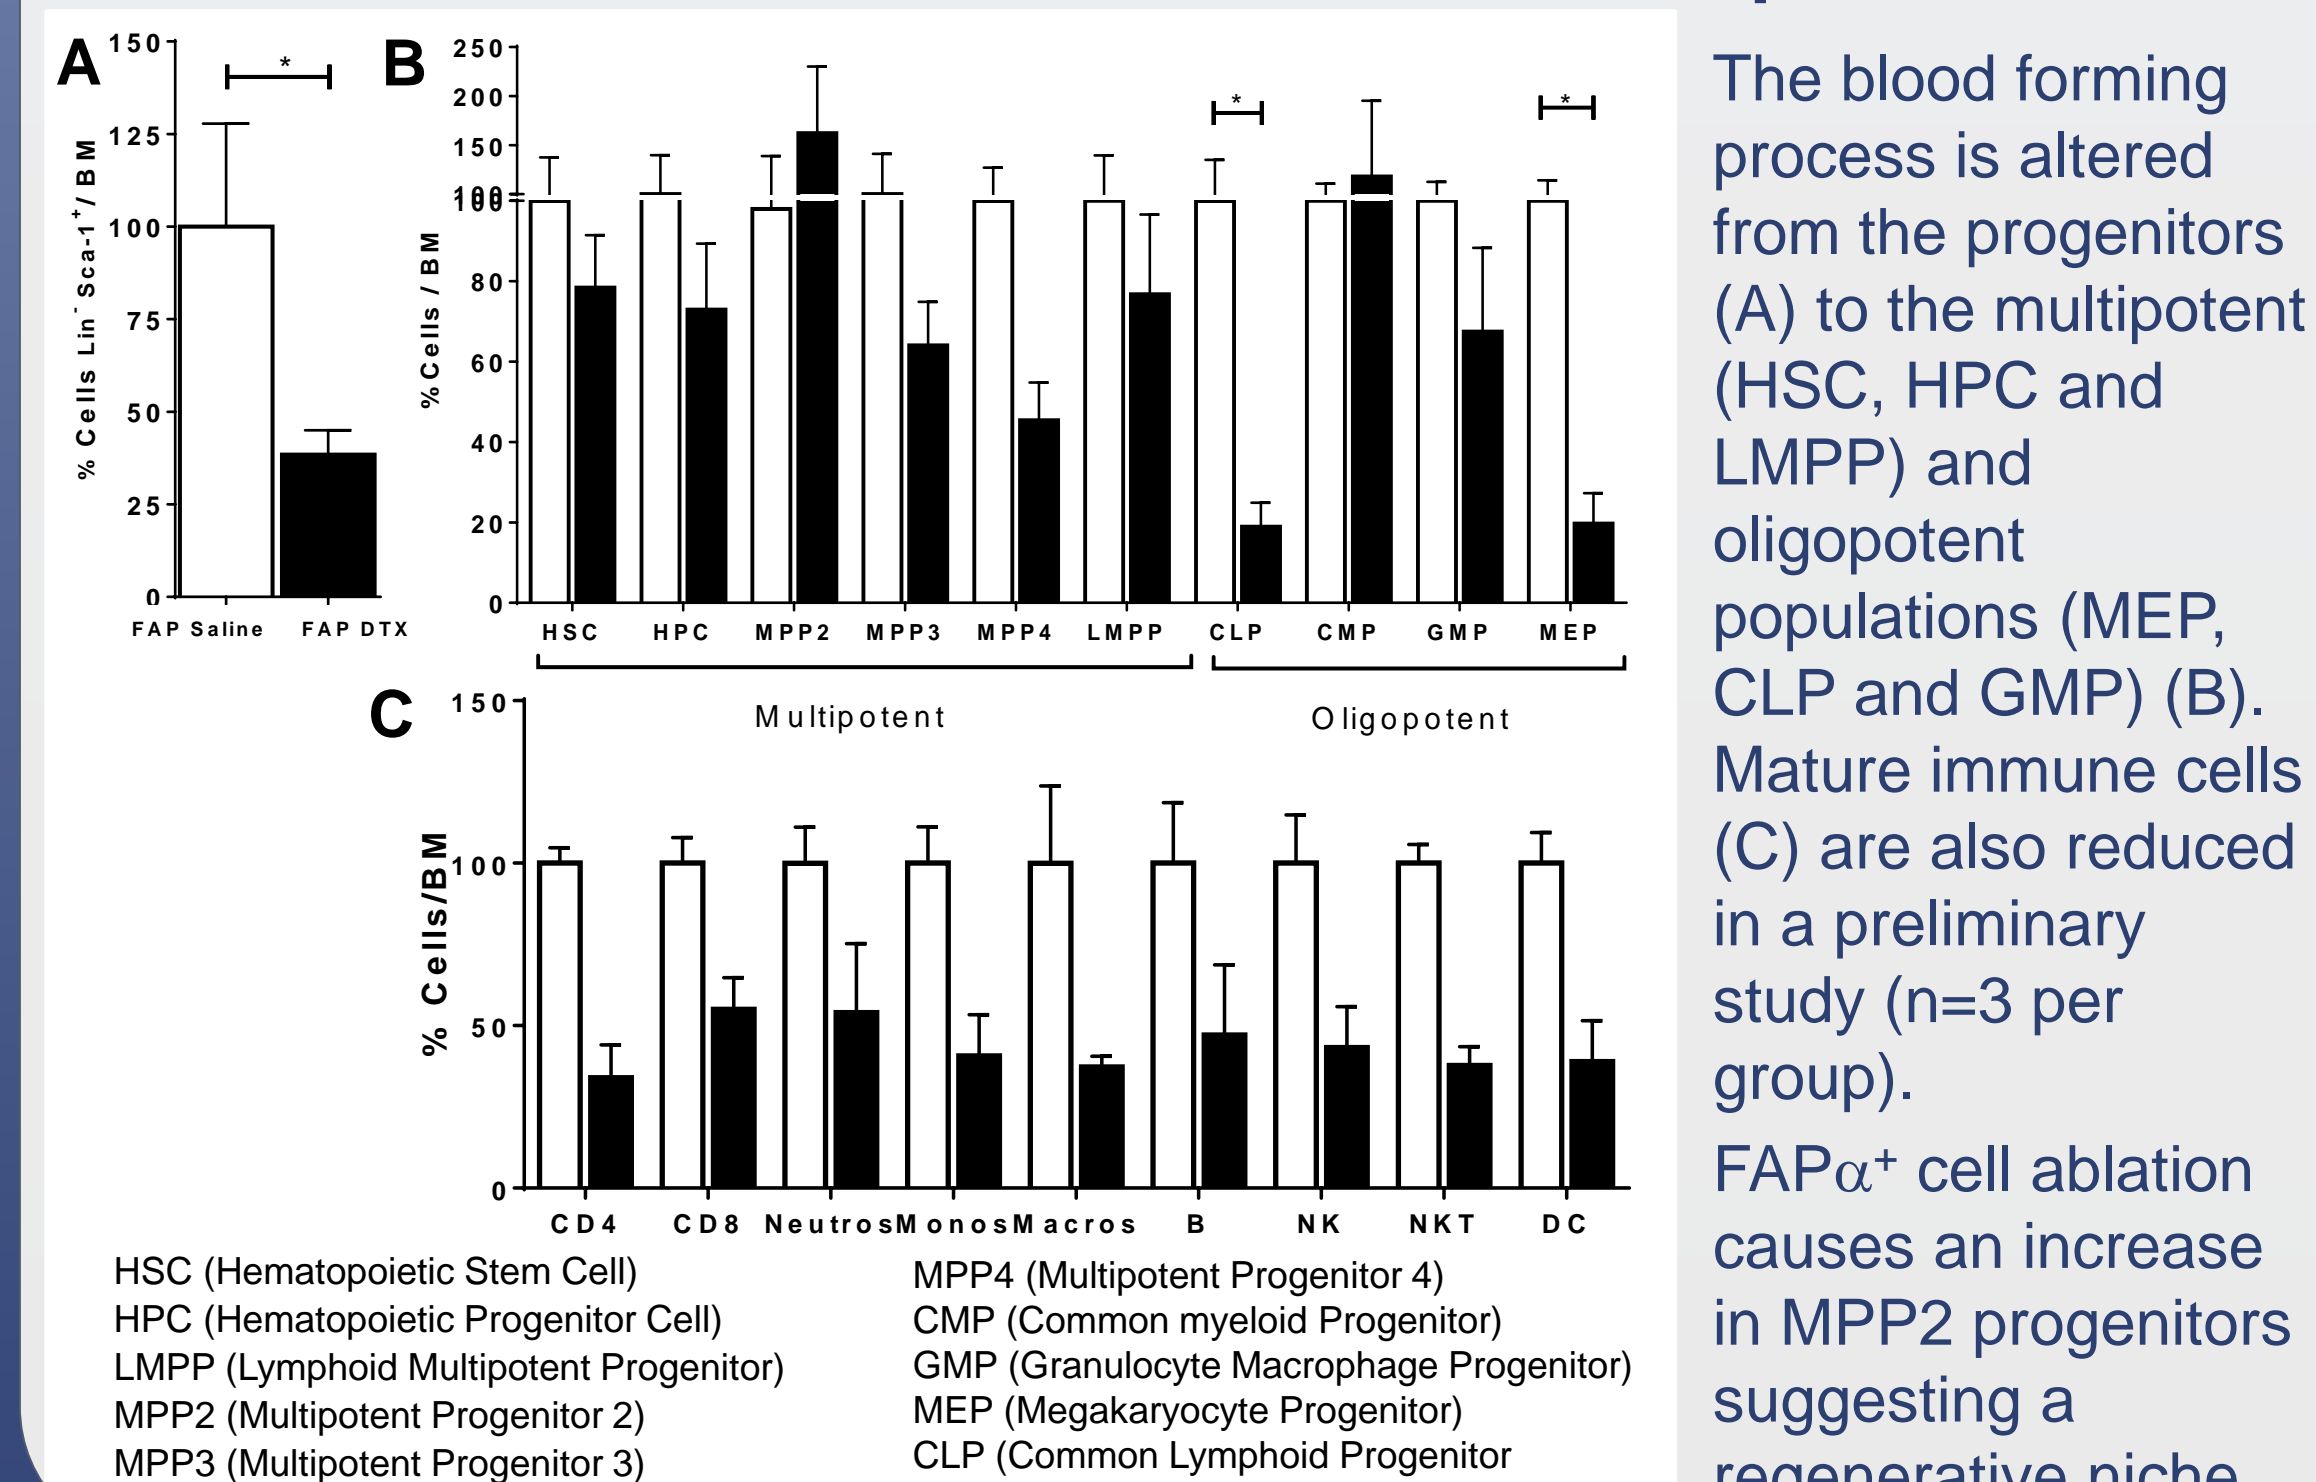 A
150
125
100
75
50
25
0
% Cells Lin⁻ Sca-1⁺/ BM
*
FAP Saline FAP DTX
B
250
200
150
100
100
80
60
40
20
0
% Cells / BM
*
*
HSC HPC MPP2 MPP3 MPP4 LMPP CLP CMP GMP MEP
Multipotent Oligopotent
C
150
100
50
0
% Cells/BM
CD4 CD8 Neutros Monos Macros B NK NKT DC
HSC (Hematopoietic Stem Cell)
HPC (Hematopoietic Progenitor Cell)
LMPP (Lymphoid Multipotent Progenitor)
MPP2 (Multipotent Progenitor 2)
MPP3 (Multipotent Progenitor 3)
MPP4 (Multipotent Progenitor 4)
CMP (Common myeloid Progenitor)
GMP (Granulocyte Macrophage Progenitor)
MEP (Megakaryocyte Progenitor)
CLP (Common Lymphoid Progenitor
The blood forming
process is altered
from the progenitors
(A) to the multipotent
(HSC, HPC and
LMPP) and
oligopotent
populations (MEP,
CLP and GMP) (B).
Mature immune cells
(C) are also reduced
in a preliminary
study (n=3 per
group).
FAPα⁺ cell ablation
causes an increase
in MPP2 progenitors
suggesting a
regenerative niche